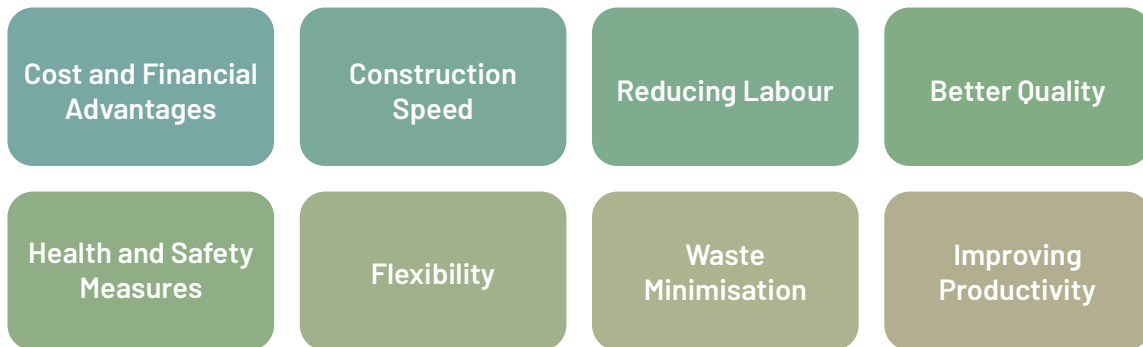 Cost and Financial
Advantages
Construction
Speed
Reducing Labour
Better Quality
Health and Safety
Measures
Flexibility
Waste
Minimisation
Improving
Productivity